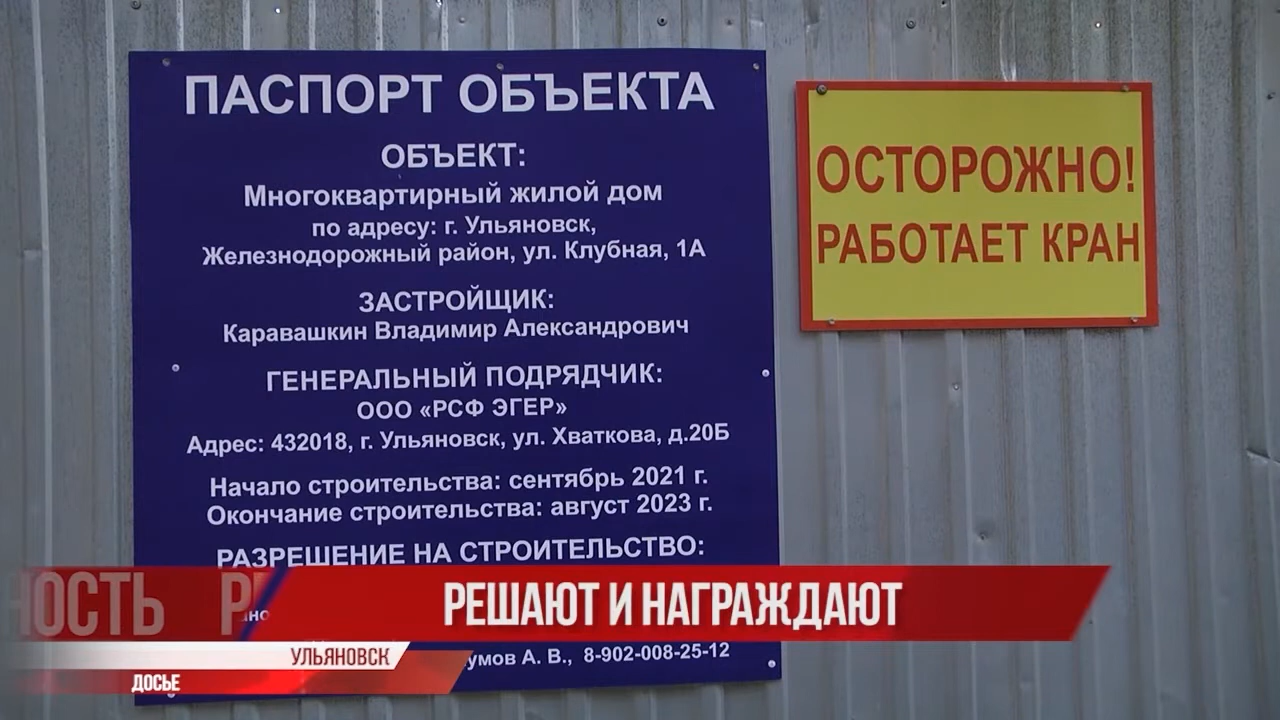 ПАСПОРТ ОБЪЕКТА
ОБЪЕКТ:
Многоквартирный жилой дом
по адресу: г. Ульяновск,
Железнодорожный район, ул. Клубная, 1А
ЗАСТРОЙЩИК:
Каравашкин Владимир Александрович
ГЕНЕРАЛЬНЫЙ ПОДРЯДЧИК:
ООО «РСФ ЭГЕР»
Адрес: 432018, г. Ульяновск, ул. Хваткова, д.20Б
Начало строительства: сентябрь 2021 г.
Окончание строительства: август 2023 г.
РАЗРЕШЕНИЕ НА СТРОИТЕЛЬСТВО:
А. В., 8-902-008-25-12
ОСТОРОЖНО!
РАБОТАЕТ КРАН
РЕШАЮТ И НАГРАЖДАЮТ
УЛЬЯНОВСК
ДОСЬЕ